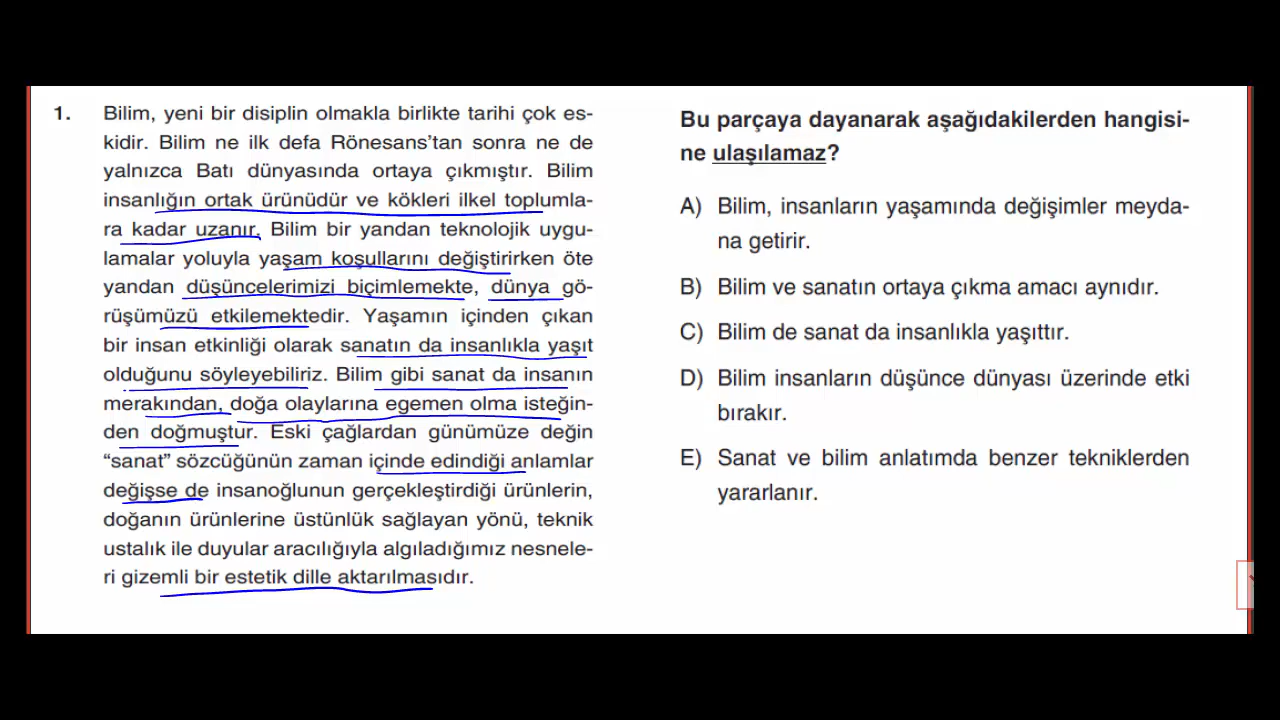 1. Bilim, yeni bir disiplin olmakla birlikte tarihi çok es-
kidir. Bilim ne ilk defa Rönesans’tan sonra ne de
yalnızca Batı dünyasında ortaya çıkmıştır. Bilim
insanlığın ortak ürünüdür ve kökleri ilkel toplumla-
ra kadar uzanır. Bilim bir yandan teknolojik uygu-
lamalar yoluyla yaşam koşullarını değiştirirken öte
yandan düşüncelerimizi biçimlemekte, dünya gö-
rüşümüzü etkilemektedir. Yaşamın içinden çıkan
bir insan etkinliği olarak sanatın da insanlıkla yaşıt
olduğunu söyleyebiliriz. Bilim gibi sanat da insanın
merakından, doğa olaylarına egemen olma isteğin-
den doğmuştur. Eski çağlardan günümüze değin
“sanat” sözcüğünün zaman içinde edindiği anlamlar
değişse de insanoğlunun gerçekleştirdiği ürünlerin,
doğanın ürünlerine üstünlük sağlayan yönü, teknik
ustalık ile duyular aracılığıyla algıladığımız nesnele-
ri gizemli bir estetik dille aktarılmasıdır.
Bu parçaya dayanarak aşağıdakilerden hangisi-
ne ulaşılamaz?
A) Bilim, insanların yaşamında değişimler meyda-
na getirir.
B) Bilim ve sanatın ortaya çıkma amacı aynıdır.
C) Bilim de sanat da insanlıkla yaşıttır.
D) Bilim insanların düşünce dünyası üzerinde etki
bırakır.
E) Sanat ve bilim anlatımda benzer tekniklerden
yararlanır.